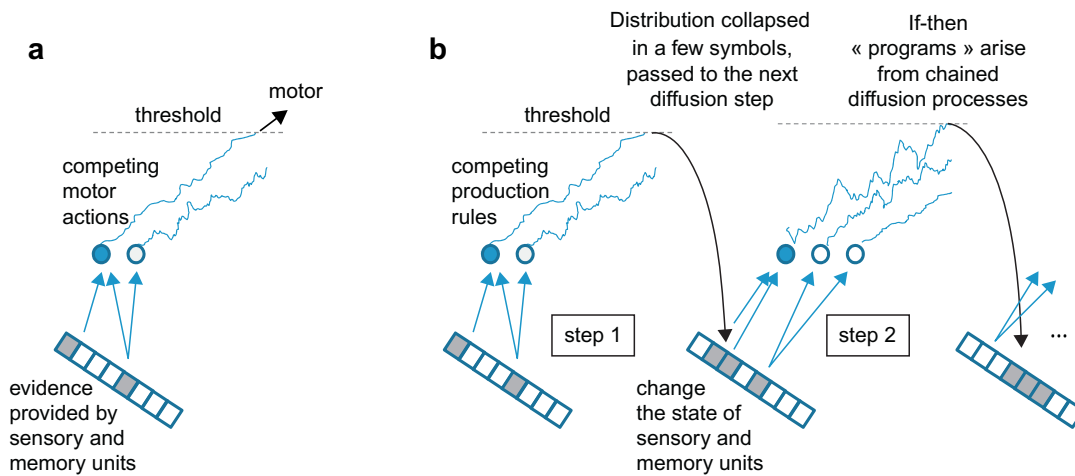 a
motor
threshold
competing
motor
actions
evidence
provided by
sensory and
memory units
b
Distribution collapsed
in a few symbols,
passed to the next
diffusion step
If-then
« programs » arise
from chained
diffusion processes
threshold
competing
production
rules
step 1
change
the state of
sensory and
memory units
step 2
...